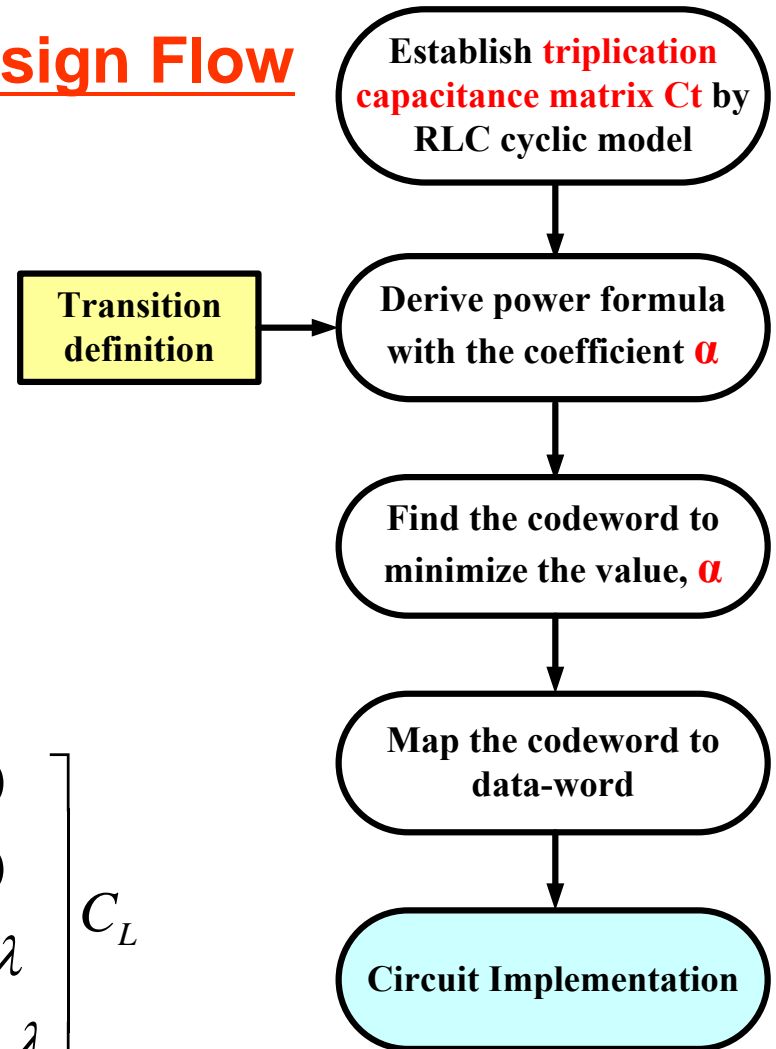 sign Flow
Establish triplication
capacitance matrix Ct by
RLC cyclic model
Transition
definition
Derive power formula
with the coefficient α
Find the codeword to
minimize the value, α
Map the codeword to
data-word
Circuit Implementation
C_L
λ
λ